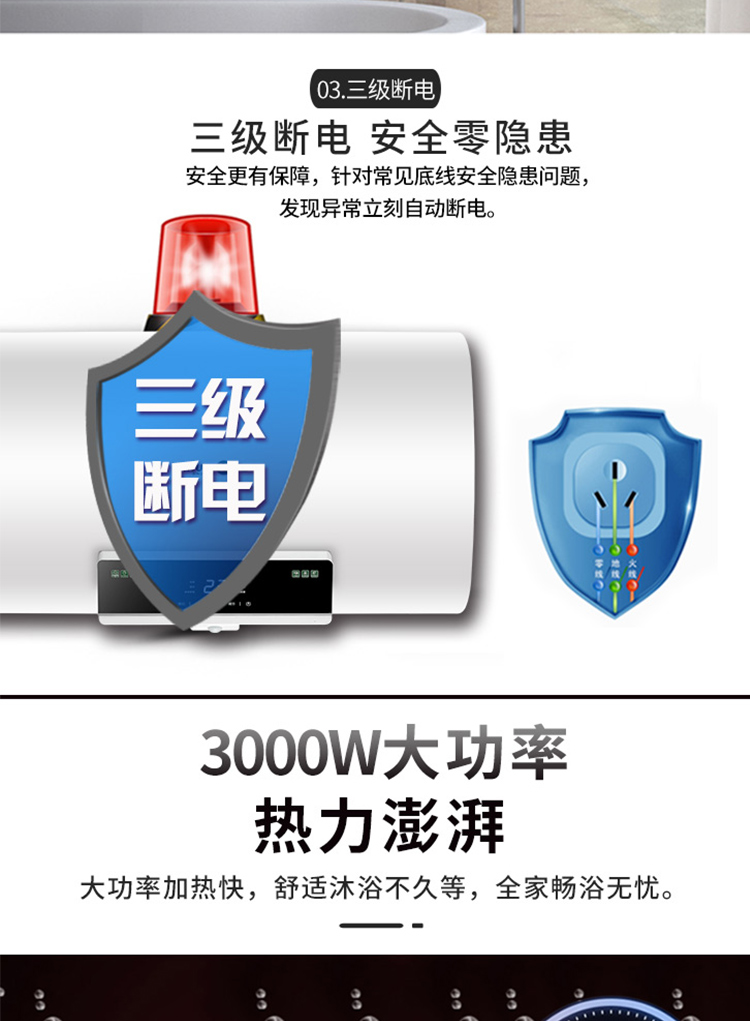 03.三级断电
三级断电 安全零隐患
安全更有保障，针对常见底线安全隐患问题，
发现异常立刻自动断电。
三级
断电
零线
地线
火线
3000W大功率
热力澎湃
大功率加热快，舒适沐浴不久等，全家畅浴无忧。